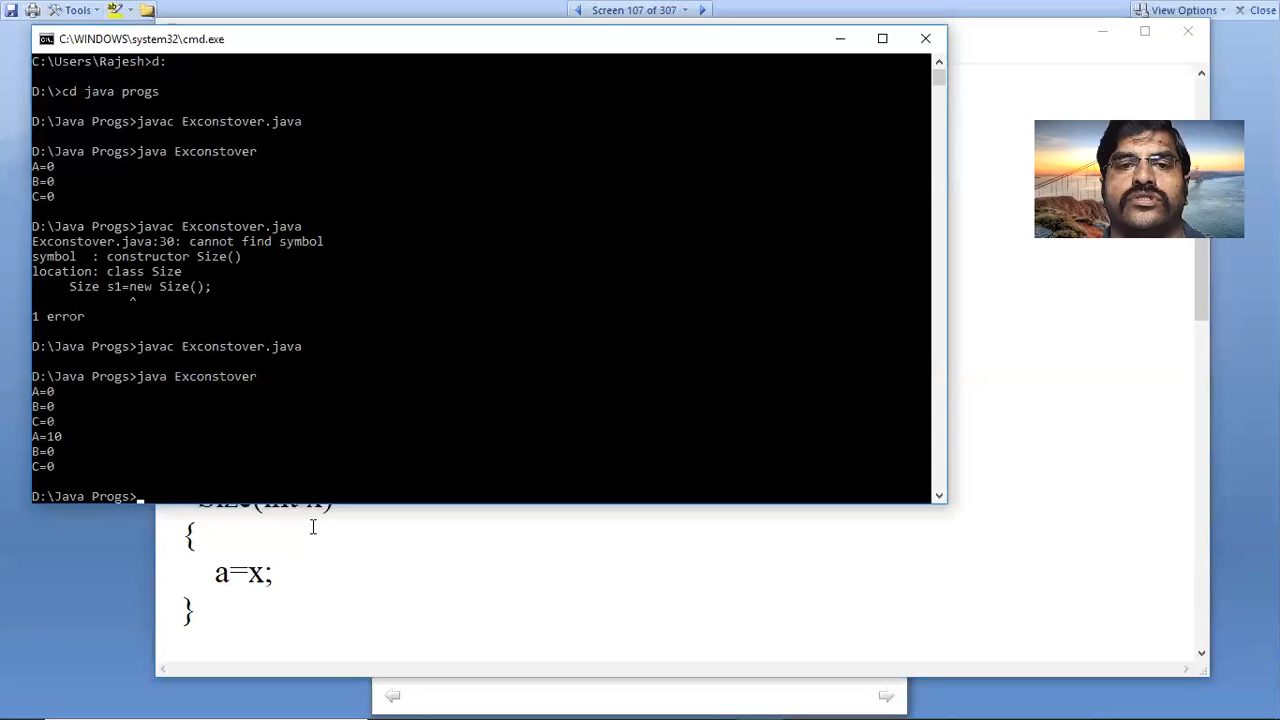 Tools
Screen 107 of 307
View Options
Close
C:\WINDOWS\system32\cmd.exe
C:\Users\Rajesh>d:
D:\>cd java progs
D:\Java Progs>javac Exconstover.java
D:\Java Progs>java Exconstover
A=0
B=0
C=0
D:\Java Progs>javac Exconstover.java
Exconstover.java:30: cannot find symbol
symbol  : constructor Size()
location: class Size
     Size s1=new Size();
             ^
1 error
D:\Java Progs>javac Exconstover.java
D:\Java Progs>java Exconstover
A=0
B=0
C=0
A=10
B=0
C=0
D:\Java Progs>
Size(int x)
{
a=x;
}